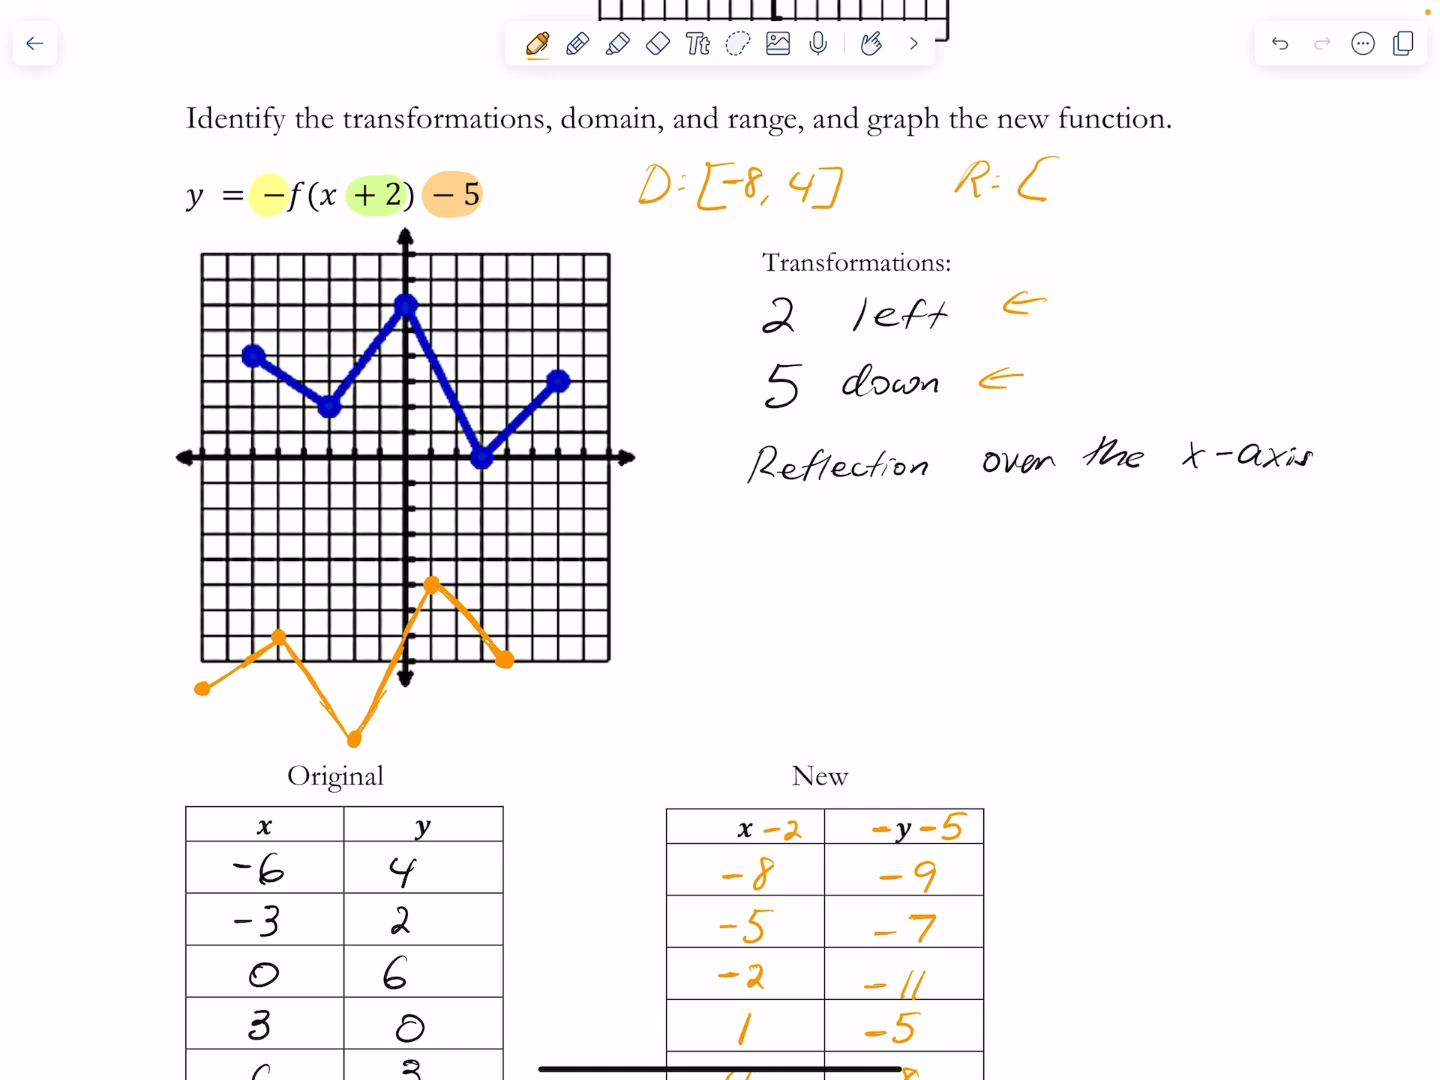 Tt
Identify the transformations, domain, and range, and graph the new function.
y = −f(x + 2) − 5
D: [-8, 4] R: [
Transformations:
2 left ←
5 down ←
Reflection over the x-axis
Original
x y
-6 4
-3 2
0 6
3 0
3
New
x -2 -y -5
-8 -9
-5 -7
-2 -11
1 -5